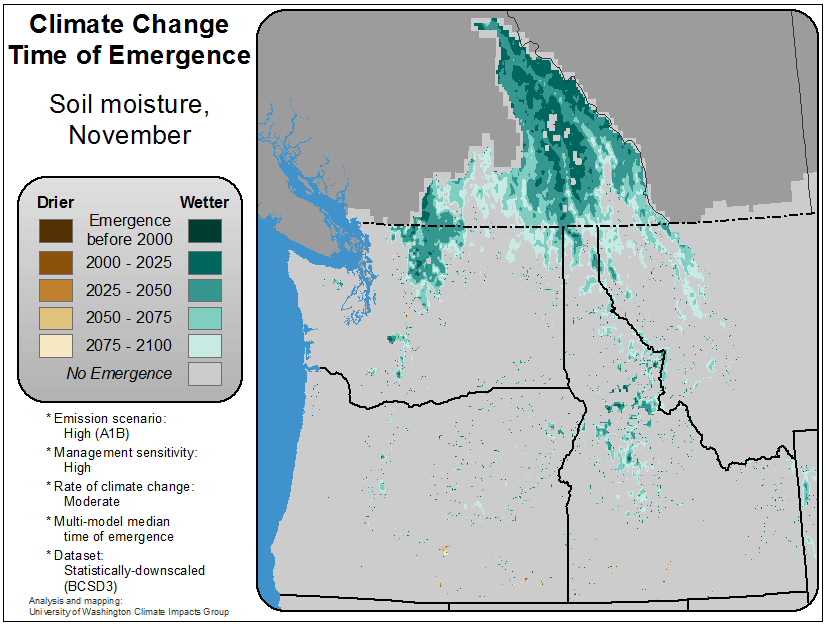 Climate Change
Time of Emergence
Soil moisture,
November
Drier Wetter
Emergence
before 2000
2000 - 2025
2025 - 2050
2050 - 2075
2075 - 2100
No Emergence
* Emission scenario:
High (A1B)
* Management sensitivity:
High
* Rate of climate change:
Moderate
* Multi-model median
time of emergence
* Dataset:
Statistically-downscaled
(BCSD3)
Analysis and mapping:
University of Washington Climate Impacts Group